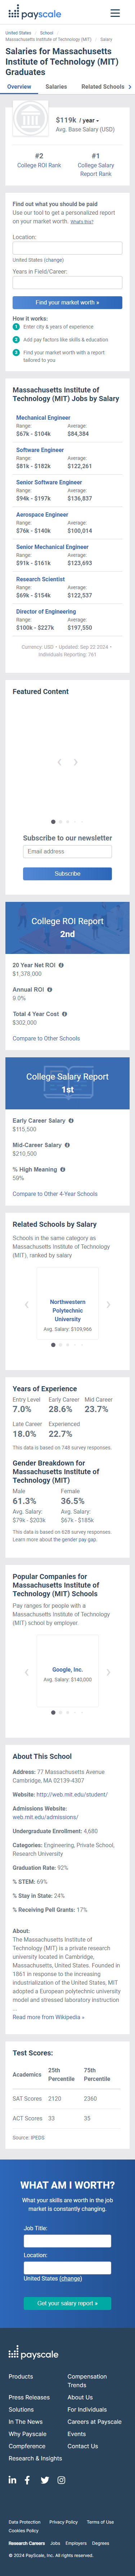 payscale
United States School
Massachusetts Institute of Technology (MIT) Salary
Salaries for Massachusetts
Institute of Technology (MIT)
Graduates
Overview Salaries Related Schools
$119k / year
Avg. Base Salary (USD)
#2
College ROI Rank
#1
College Salary
Report Rank
Find out what you should be paid
Use our tool to get a personalized report
on your market worth. What's this?
Location:
United States (change)
Years in Field/Career:
Find your market worth »
How it works:
1 Enter city & years of experience
2 Add pay factors like skills & education
3 Find your market worth with a report
tailored to you
Massachusetts Institute of
Technology (MIT) Jobs by Salary
Mechanical Engineer
Range: Average:
$67k - $104k $84,384
Software Engineer
Range: Average:
$81k - $182k $122,261
Senior Software Engineer
Range: Average:
$94k - $197k $136,837
Aerospace Engineer
Range: Average:
$76k - $140k $100,014
Senior Mechanical Engineer
Range: Average:
$91k - $161k $123,693
Research Scientist
Range: Average:
$69k - $154k $122,537
Director of Engineering
Range: Average:
$100k - $227k $197,550
Currency: USD • Updated: Sep 22 2024 •
Individuals Reporting: 761
Featured Content
Subscribe to our newsletter
Email address
Subscribe
College ROI Report
2nd
20 Year Net ROI
$1,378,000
Annual ROI
9.0%
Total 4 Year Cost
$302,000
Compare to Other Schools
College Salary Report
1st
Early Career Salary
$115,500
Mid-Career Salary
$210,500
% High Meaning
59%
Compare to Other 4-Year Schools
Related Schools by Salary
Schools in the same category as
Massachusetts Institute of Technology
(MIT), ranked by salary
Northwestern
Polytechnic
University
Avg. Salary: $109,966
Years of Experience
Entry Level Early Career Mid Career
7.0% 28.6% 23.7%
Late Career Experienced
18.0% 22.7%
This data is based on 748 survey responses.
Gender Breakdown for
Massachusetts Institute of
Technology (MIT)
Male Female
61.3% 36.5%
Avg. Salary: Avg. Salary:
$79k - $203k $67k - $185k
This data is based on 628 survey responses.
Learn more about the gender pay gap.
Popular Companies for
Massachusetts Institute of
Technology (MIT) Schools
Pay ranges for people with a
Massachusetts Institute of Technology
(MIT) school by employer.
Google, Inc.
Avg. Salary: $140,000
About This School
Address: 77 Massachusetts Avenue
Cambridge, MA 02139-4307
Website: http://web.mit.edu/student/
Admissions Website:
web.mit.edu/admissions/
Undergraduate Enrollment: 4,680
Categories: Engineering, Private School,
Research University
Graduation Rate: 92%
% STEM: 69%
% Stay in State: 24%
% Receiving Pell Grants: 17%
About:
The Massachusetts Institute of
Technology (MIT) is a private research
university located in Cambridge,
Massachusetts, United States. Founded in
1861 in response to the increasing
industrialization of the United States, MIT
adopted a European polytechnic university
model and stressed laboratory instruction
...
Read more from Wikipedia »
Test Scores:
Academics 25th Percentile 75th Percentile
SAT Scores 2120 2360
ACT Scores 33 35
Source: IPEDS
WHAT AM I WORTH?
What your skills are worth in the job
market is constantly changing.
Job Title:
Location:
United States (change)
Get your salary report »
payscale
Products Compensation Trends
Press Releases About Us
Solutions For Individuals
In The News Careers at Payscale
Why Payscale Events
Compference Contact Us
Research & Insights
Data Protection Privacy Policy Terms of Use
Cookies Policy
Research Careers Jobs Employers Degrees
© 2024 PayScale, Inc. All rights reserved.